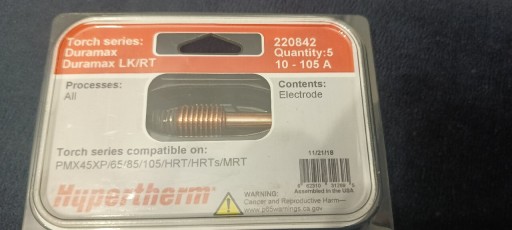 Torch series:
Duramax
Duramax LK/RT
220842
Quantity:5
10 - 105 A
Processes:
All
Contents:
Electrode
Torch series compatible on:
PMX45XP/65/85/105/HRT/HRTs/MRT
11/21/18
Assembled in the USA
Hypertherm
WARNING:
Cancer and Reproductive Harm—
www.p65warnings.ca.gov